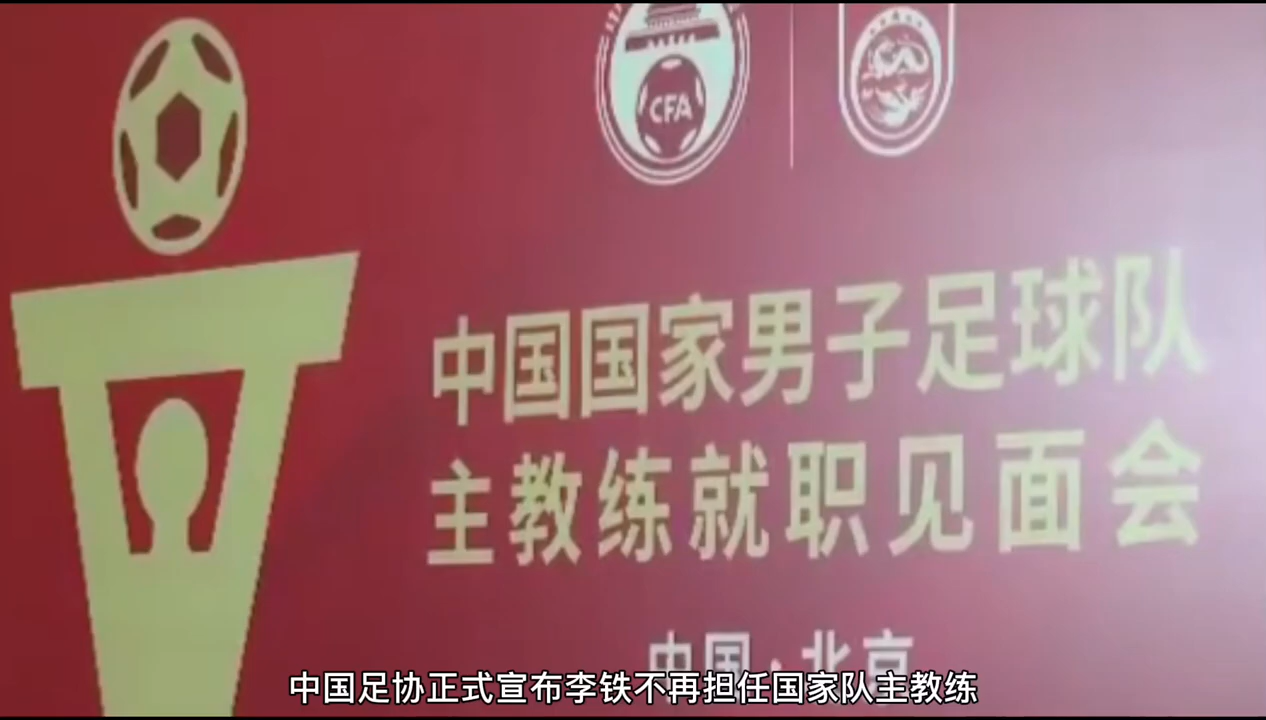 CFA
中国国家男子足球队
主教练就职见面会
中国·北京
中国足协正式宣布李铁不再担任国家队主教练